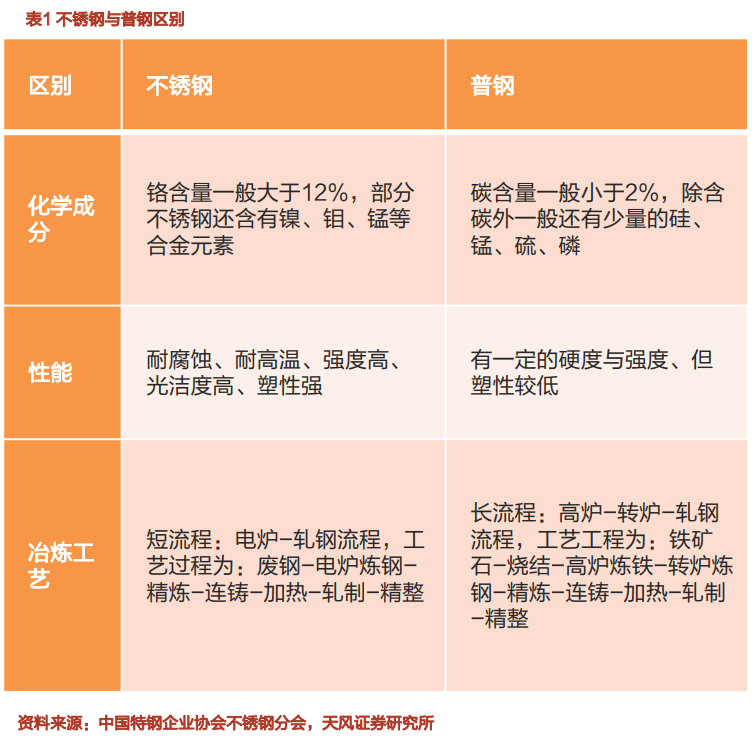 表1 不锈钢与普钢区别
区别
不锈钢
普钢
化学成
分
铬含量一般大于12%，部分
不锈钢还含有镍、钼、锰等
合金元素
碳含量一般小于2%，除含
碳外一般还有少量的硅、
锰、硫、磷
性能
耐腐蚀、耐高温、强度高、
光洁度高、塑性强
有一定的硬度与强度、但
塑性较低
冶炼工
艺
短流程：电炉-轧钢流程，工
艺过程为：废钢-电炉炼钢-
精炼-连铸-加热-轧制-精整
长流程：高炉-转炉-轧钢
流程，工艺工程为：铁矿
石-烧结-高炉炼铁-转炉炼
钢-精炼-连铸-加热-轧制
-精整
资料来源：中国特钢企业协会不锈钢分会，天风证券研究所